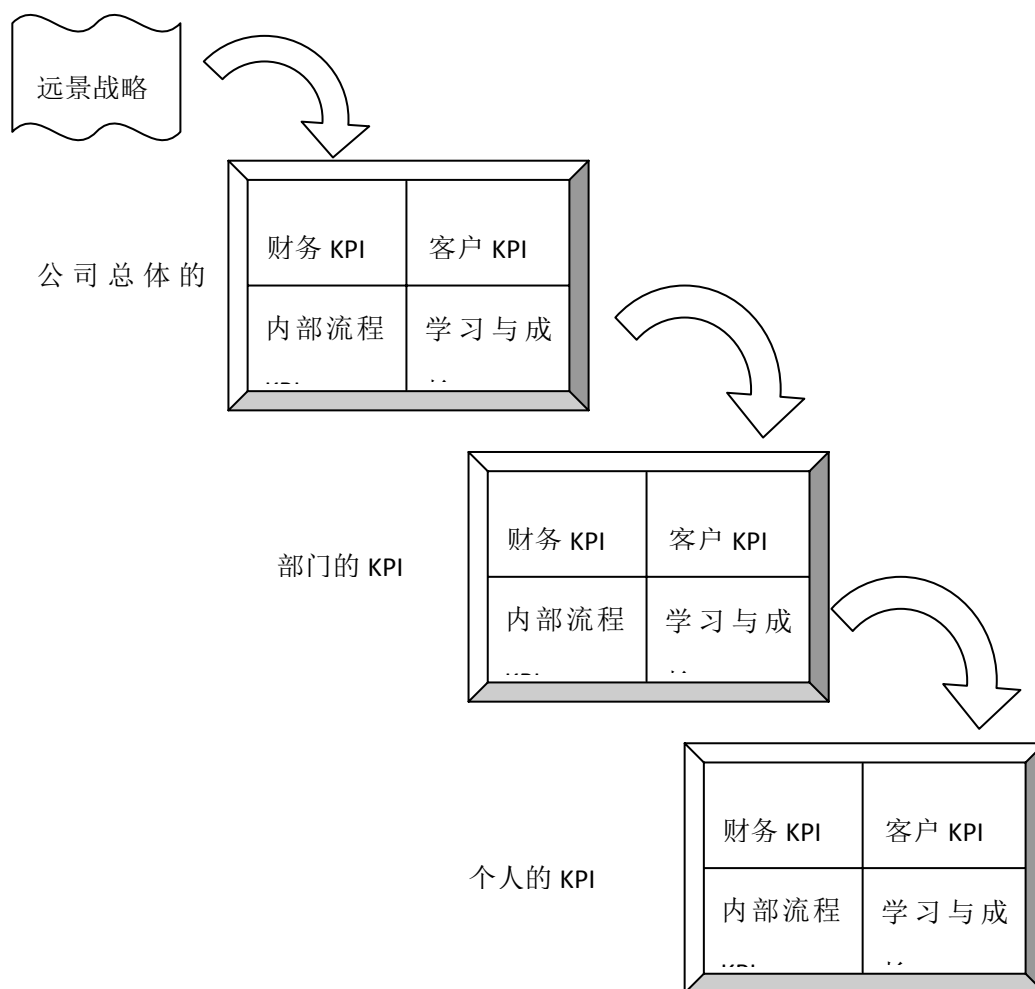 远景战略
财务 KPI
客户 KPI
公司总体的
内部流程
学习与成
财务 KPI
客户 KPI
部门的 KPI
内部流程
学习与成
财务 KPI
客户 KPI
个人的 KPI
内部流程
学习与成